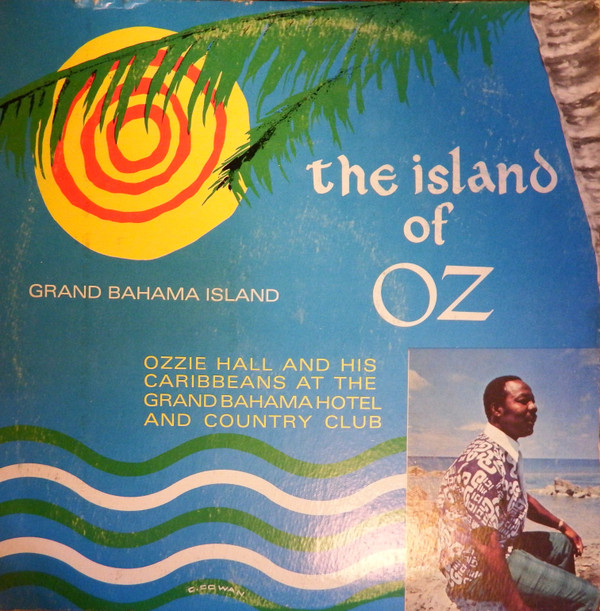 the island
of
OZ
GRAND BAHAMA ISLAND
OZZIE HALL AND HIS
CARIBBEANS AT THE
GRAND BAHAMA HOTEL
AND COUNTRY CLUB
C. COWAN